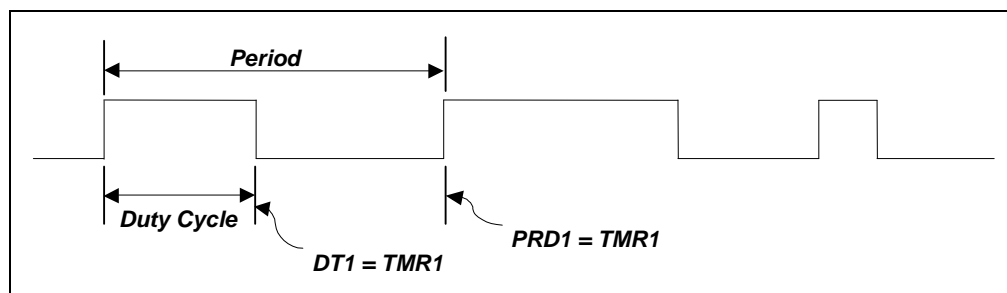 Period
Duty Cycle
PRD1 = TMR1
DT1 = TMR1